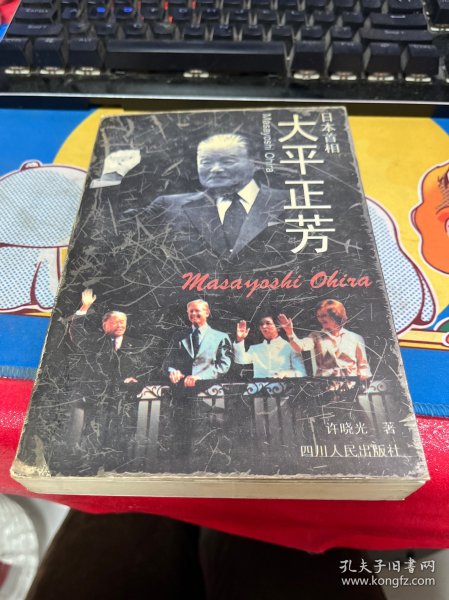 日本首相
大平正芳
Masayoshi Ohira
Masayoshi Ohira
许晓光 著
四川人民出版社
孔夫子旧书网
www.kongfz.com